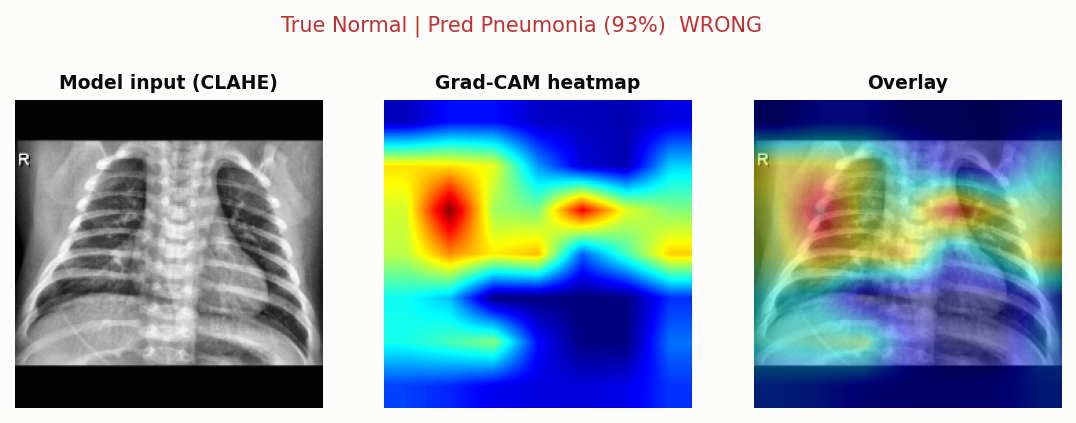 True Normal | Pred Pneumonia (93%)  WRONG
Model input (CLAHE)
Grad-CAM heatmap
Overlay
R
R